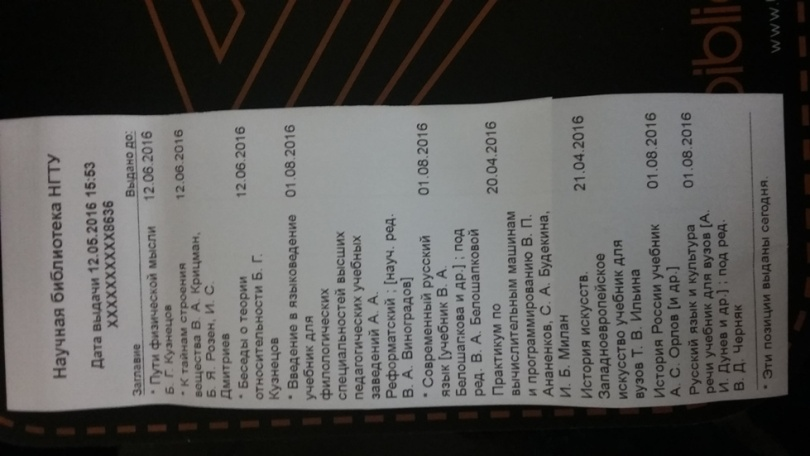 Научная библиотека НГТУ
Дата выдачи 12.05.2016 15:53
XXXXXXXXXXX8636
Заглавие Выдано до:
* Пути физической мысли 12.06.2016
Б. Г. Кузнецов
* К тайнам строения 12.06.2016
вещества В. А. Крицман,
Б. Я. Розен, И. С.
Дмитриев
* Беседы о теории 12.06.2016
относительности Б. Г.
Кузнецов
* Введение в языковедение 01.08.2016
учебник для
филологических
специальностей высших
педагогических учебных
заведений А. А.
Реформатский ; [науч. ред.
В. А. Виноградов]
* Современный русский 01.08.2016
язык [учебник В. А.
Белошапкова и др.] ; под
ред. В. А. Белошапковой
Практикум по 20.04.2016
вычислительным машинам
и программированию В. П.
Ананенков, С. А. Будекина,
И. Б. Милан
История искусств. 21.04.2016
Западноевропейское
искусство учебник для
вузов Т. В. Ильина
История России учебник 01.08.2016
А. С. Орлов [и др.]
Русский язык и культура 01.08.2016
речи учебник для вузов [А.
И. Дунев и др.] ; под ред.
В. Д. Черняк
* Эти позиции выданы сегодня.
bibli
www.